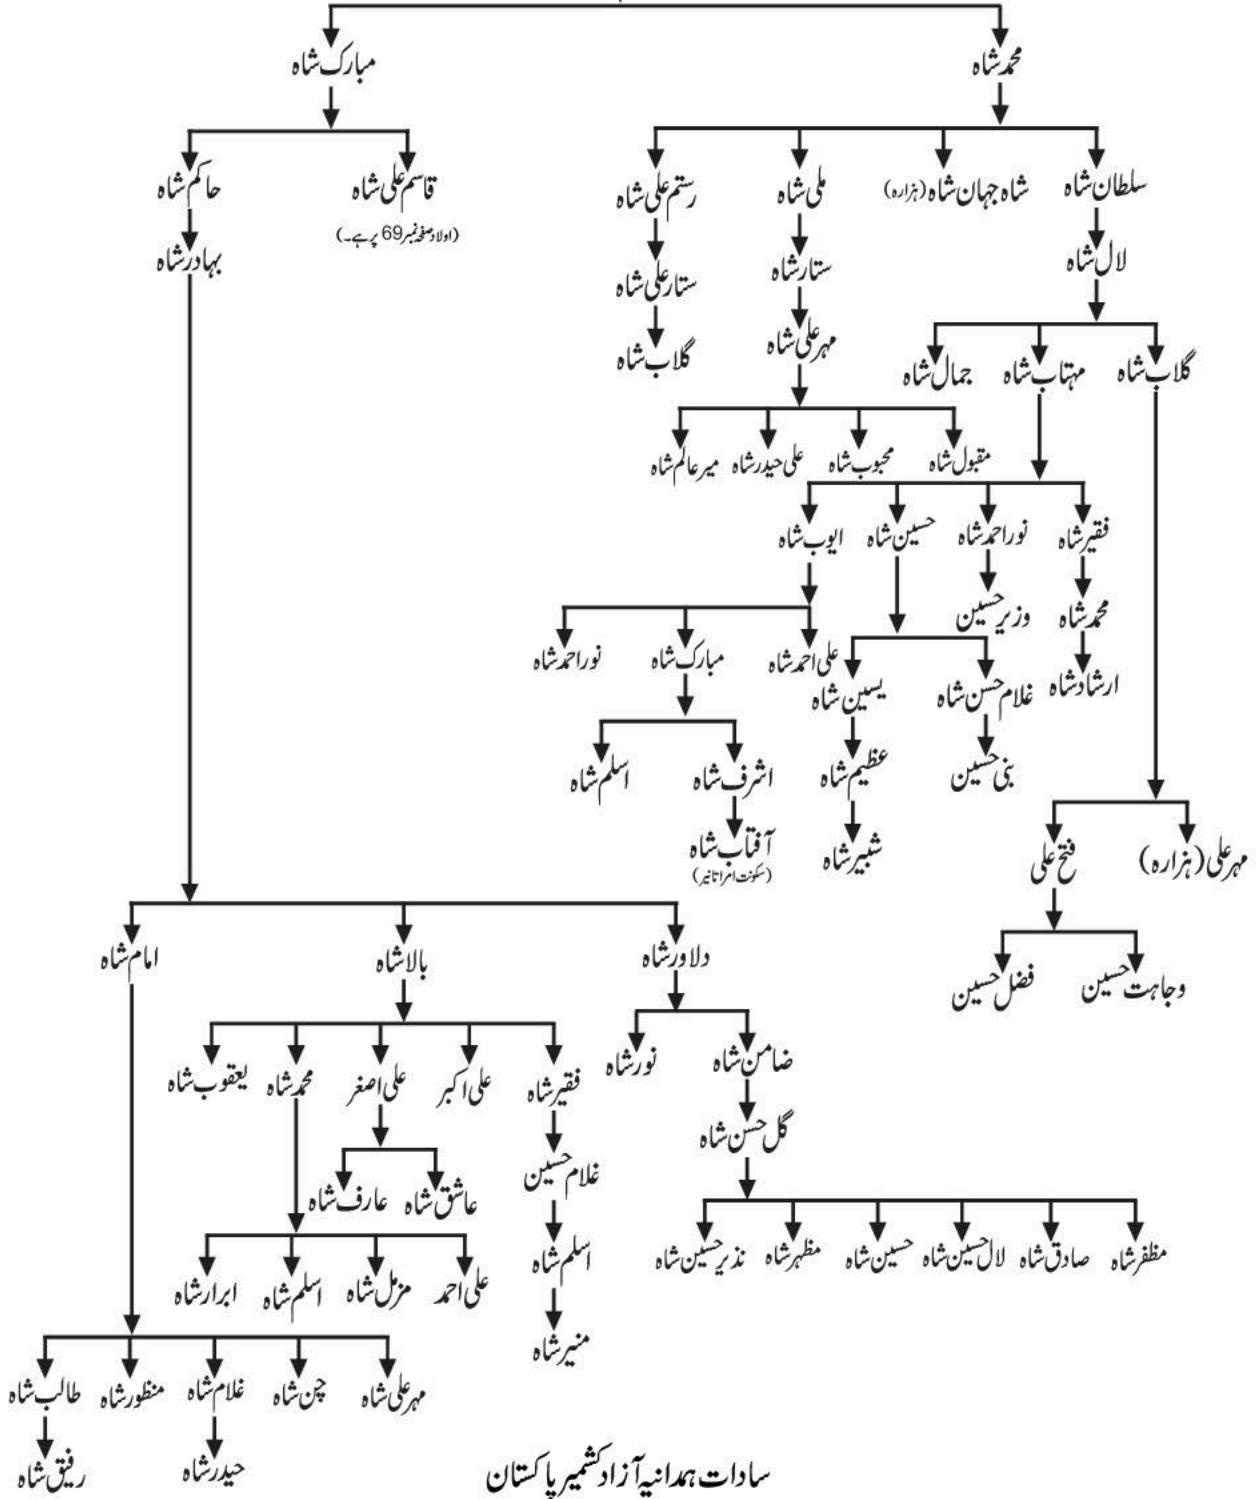 محمد شاہ مبارک شاہ
سلطان شاہ شاہ جہان شاہ (ہزارہ) ملی شاہ رستم علی شاہ قاسم علی شاہ حاکم شاہ
(اولاد صفحہ نمبر 69 پر ہے۔)
لال شاہ ستار شاہ ستار علی شاہ بہادر شاہ
گلاب شاہ مہتاب شاہ جمال شاہ مہر علی شاہ گلاب شاہ
مقبول شاہ محبوب شاہ علی حیدر شاہ میر عالم شاہ
فقیر شاہ نور احمد شاہ حسین شاہ ایوب شاہ
محمد شاہ وزیر حسین
علی احمد شاہ مبارک شاہ نور احمد شاہ
ارشاد شاہ غلام حسن شاہ یسین شاہ
بنی حسین عظیم شاہ اشرف شاہ اسلم شاہ
مہر علی (ہزارہ) فتح علی شبیر شاہ آفتاب شاہ
(سکونت امراتانیر)
وجاہت حسین فضل حسین دلاور شاہ بالا شاہ امام شاہ
ضامن شاہ نور شاہ فقیر شاہ علی اکبر علی اصغر محمد شاہ یعقوب شاہ
گل حسن شاہ
غلام حسین عاشق شاہ عارف شاہ
مظفر شاہ صادق شاہ لال حسین شاہ حسین شاہ مظہر شاہ نذیر حسین شاہ
اسلم شاہ علی احمد مزمل شاہ اسلم شاہ ابرار شاہ
منیر شاہ
مہر علی شاہ چن شاہ غلام شاہ منظور شاہ طالب شاہ
حیدر شاہ رفیق شاہ
سادات ہمدانیہ آزاد کشمیر پاکستان